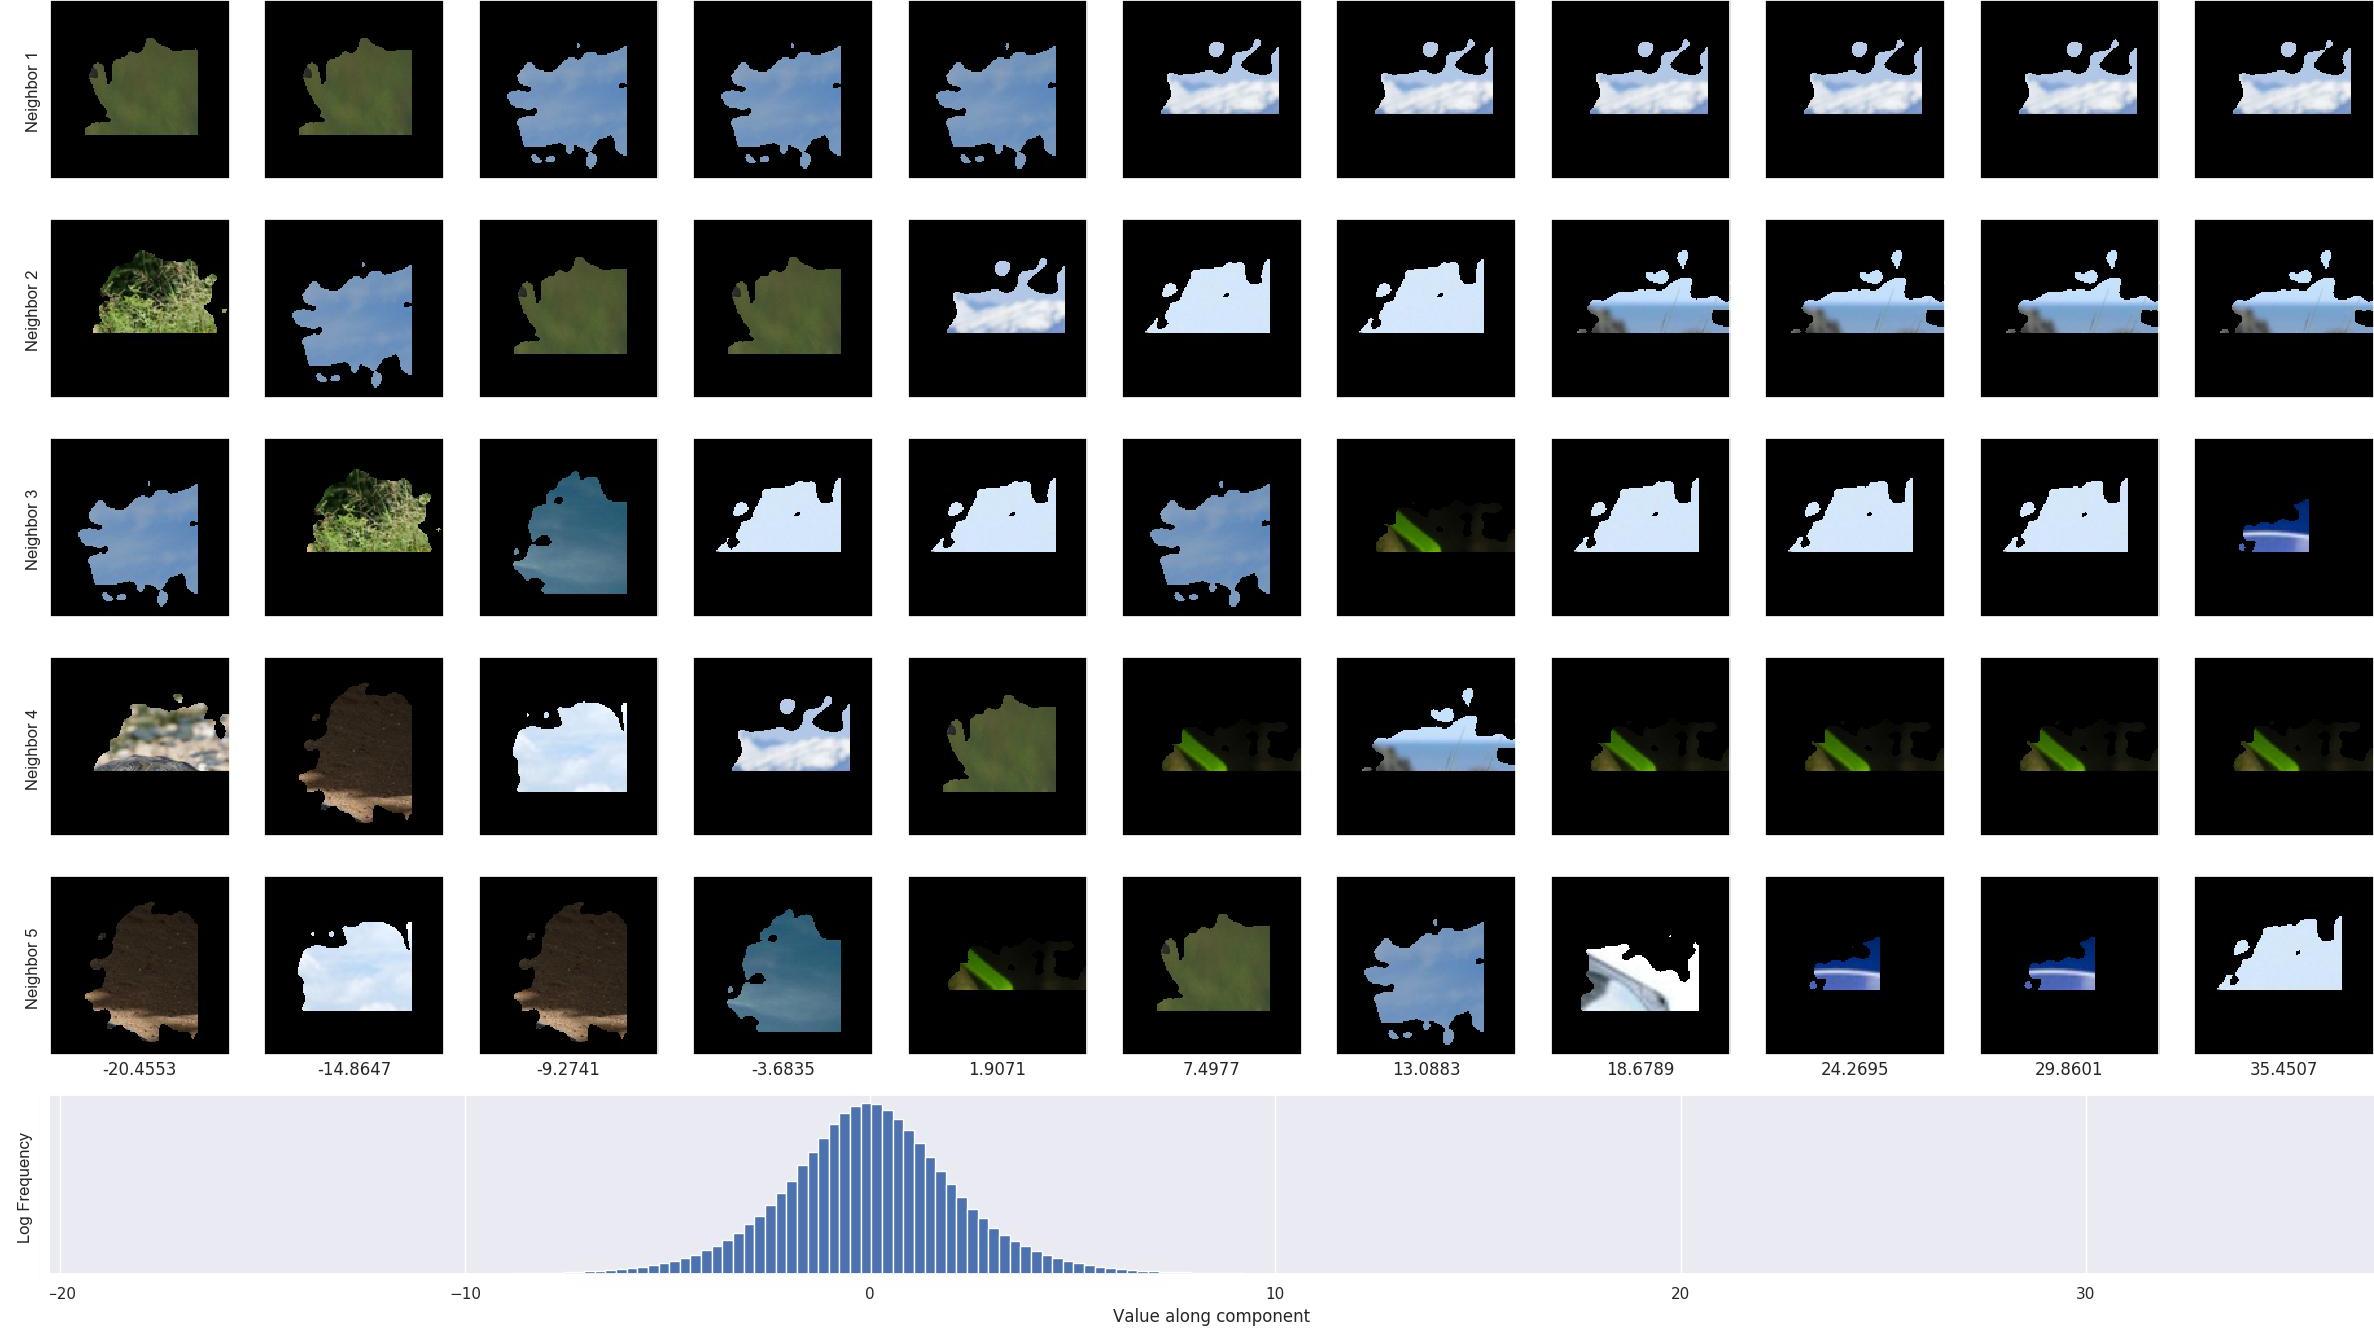 Neighbor 1
Neighbor 2
Neighbor 3
Neighbor 4
Neighbor 5
-20.4553 -14.8647 -9.2741 -3.6835 1.9071 7.4977 13.0883 18.6789 24.2695 29.8601 35.4507
Log Frequency
−20 −10 0 10 20 30
Value along component